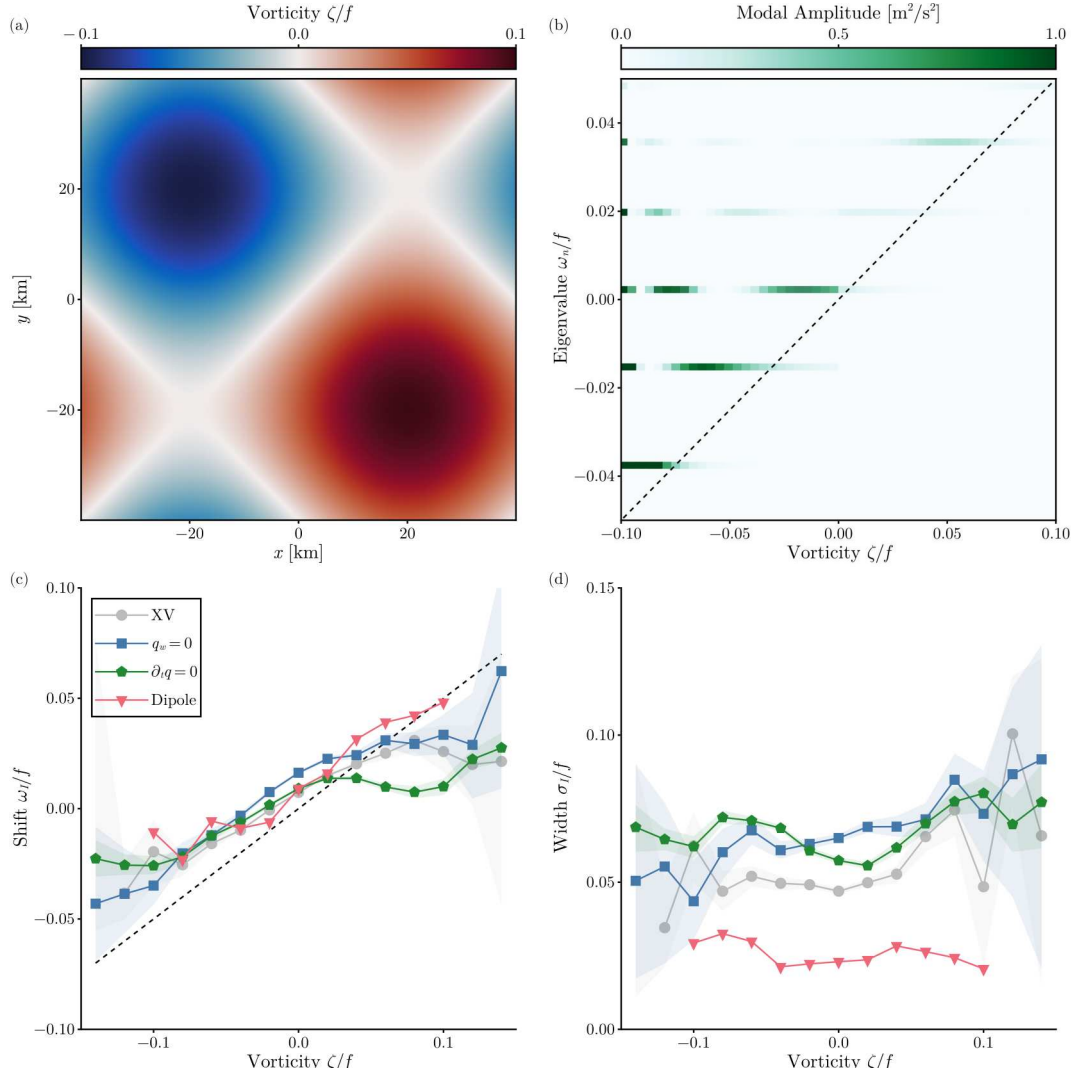 (a)
Vorticity ζ/f
−0.1
0.0
0.1
20
0
−20
y [km]
−20
0
20
x [km]
(b)
Modal Amplitude [m²/s²]
0.0
0.5
1.0
0.04
0.02
0.00
−0.02
−0.04
Eigenvalue ωₙ/f
−0.10
−0.05
0.00
0.05
0.10
Vorticity ζ/f
(c)
0.10
0.05
0.00
−0.05
−0.10
Shift ω_I/f
XV
q_w = 0
∂_t q = 0
Dipole
−0.1
0.0
0.1
Vorticity ζ/f
(d)
0.15
0.10
0.05
0.00
Width σ_I/f
−0.1
0.0
0.1
Vorticity ζ/f